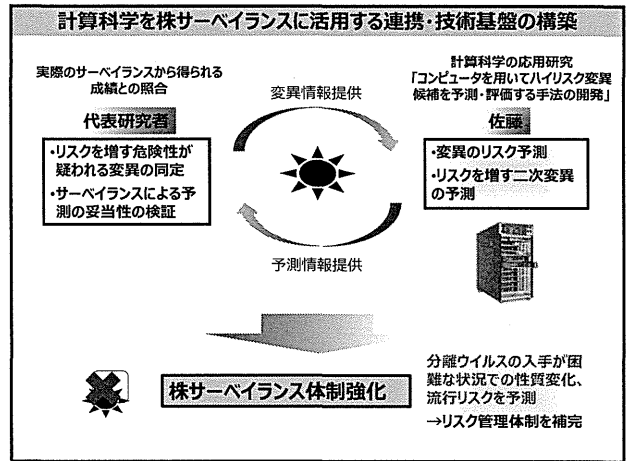 計算科学を株サーベイランスに活用する連携・技術基盤の構築
実際のサーベイランスから得られる
成績との照合
代表研究者
・リスクを増す危険性が
疑われる変異の同定
・サーベイランスによる予
測の妥当性の検証
変異情報提供
予測情報提供
計算科学の応用研究
「コンピュータを用いてハイリスク変異
候補を予測・評価する手法の開発」
佐藤
・変異のリスク予測
・リスクを増す二次変異
の予測
株サーベイランス体制強化
分離ウイルスの入手が困
難な状況での性質変化、
流行リスクを予測
→リスク管理体制を補完